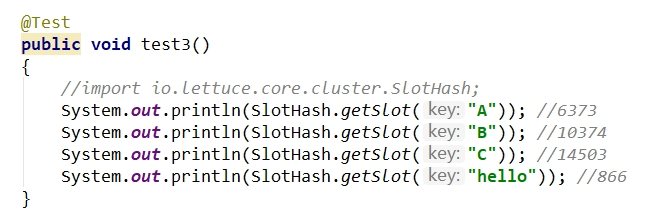 @Test
public void test3()
{
    //import io.lettuce.core.cluster.SlotHash;
    System.out.println(SlotHash.getSlot( key: "A")); //6373
    System.out.println(SlotHash.getSlot( key: "B")); //10374
    System.out.println(SlotHash.getSlot( key: "C")); //14503
    System.out.println(SlotHash.getSlot( key: "hello")); //866
}